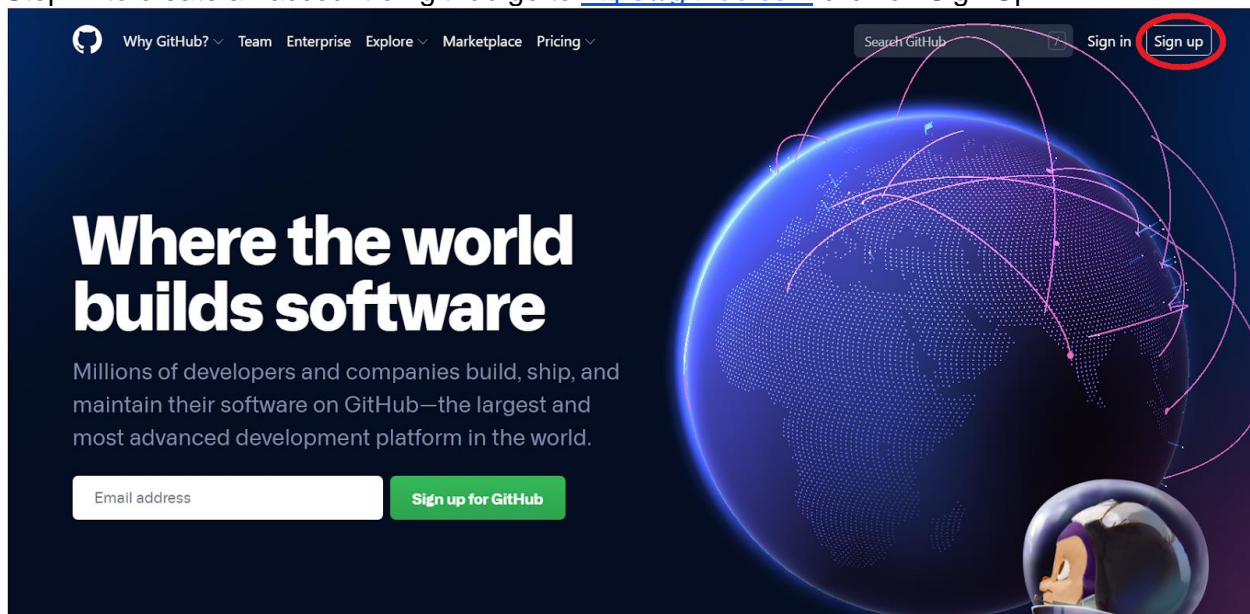 Why GitHub? Team Enterprise Explore Marketplace Pricing Search GitHub / Sign in Sign up
Where the world
builds software
Millions of developers and companies build, ship, and
maintain their software on GitHub—the largest and
most advanced development platform in the world.
Email address Sign up for GitHub